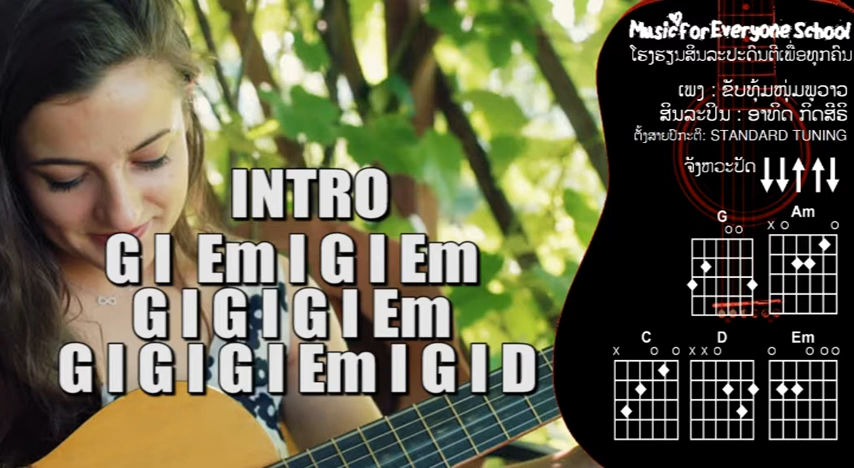 Music For Everyone School
ໂຮງຮຽນສິນລະປະດົນຕີເພື່ອທຸກຄົນ
ເພງ : ຂັບທຸ້ມໜຸ່ມພູວາວ
ສິນລະປິນ : ອາທິດ ກິດສີຣິ
ຕັ້ງສາຍປົກະຕິ: STANDARD TUNING
ຈັງຫວະປັດ
INTRO
G I Em I G I Em
G I G I G I Em
G I G I G I Em I G I D
G Am
C D Em